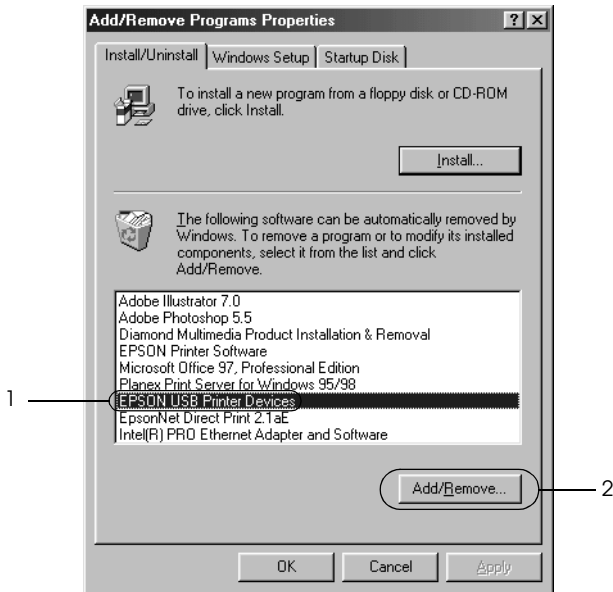 Add/Remove Programs Properties
Install/Uninstall Windows Setup Startup Disk
To install a new program from a floppy disk or CD-ROM
drive, click Install.
Install...
The following software can be automatically removed by
Windows. To remove a program or to modify its installed
components, select it from the list and click
Add/Remove.
Adobe Illustrator 7.0
Adobe Photoshop 5.5
Diamond Multimedia Product Installation & Removal
EPSON Printer Software
Microsoft Office 97, Professional Edition
Planex Print Server for Windows 95/98
1 EPSON USB Printer Devices
EpsonNet Direct Print 2.1aE
Intel(R) PRO Ethernet Adapter and Software
Add/Remove... 2
OK Cancel Apply